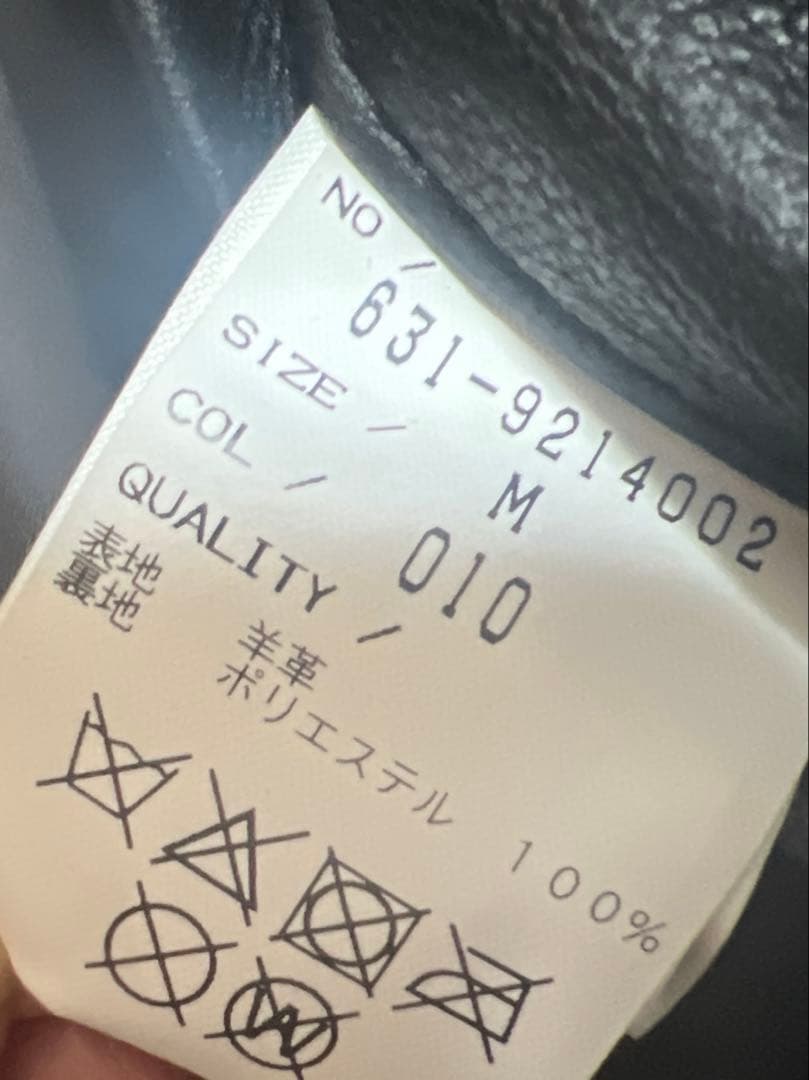 NO / 631-9214002
SIZE / M
COL / 010
QUALITY /
表地 羊革
裏地 ポリエステル 100%
W